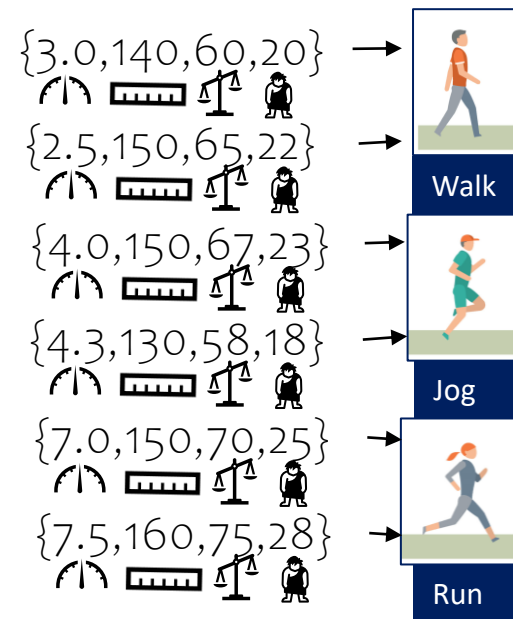 {3.0,140,60,20}
{2.5,150,65,22}
Walk
{4.0,150,67,23}
{4.3,130,58,18}
Jog
{7.0,150,70,25}
{7.5,160,75,28}
Run